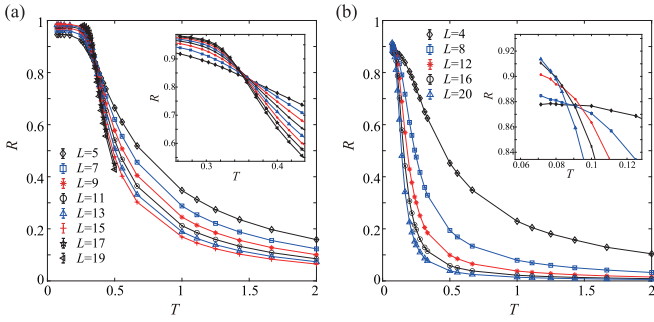 (a)
R
1
0.8
0.6
0.4
0.2
0
0
0.5
1
1.5
2
T
L=5
L=7
L=9
L=11
L=13
L=15
L=17
L=19
R
0.9
0.8
0.7
0.6
0.3
0.4
T
(b)
R
1
0.8
0.6
0.4
0.2
0
0
0.5
1
1.5
2
T
L=4
L=8
L=12
L=16
L=20
R
0.92
0.9
0.88
0.86
0.84
0.06
0.08
0.1
0.12
T